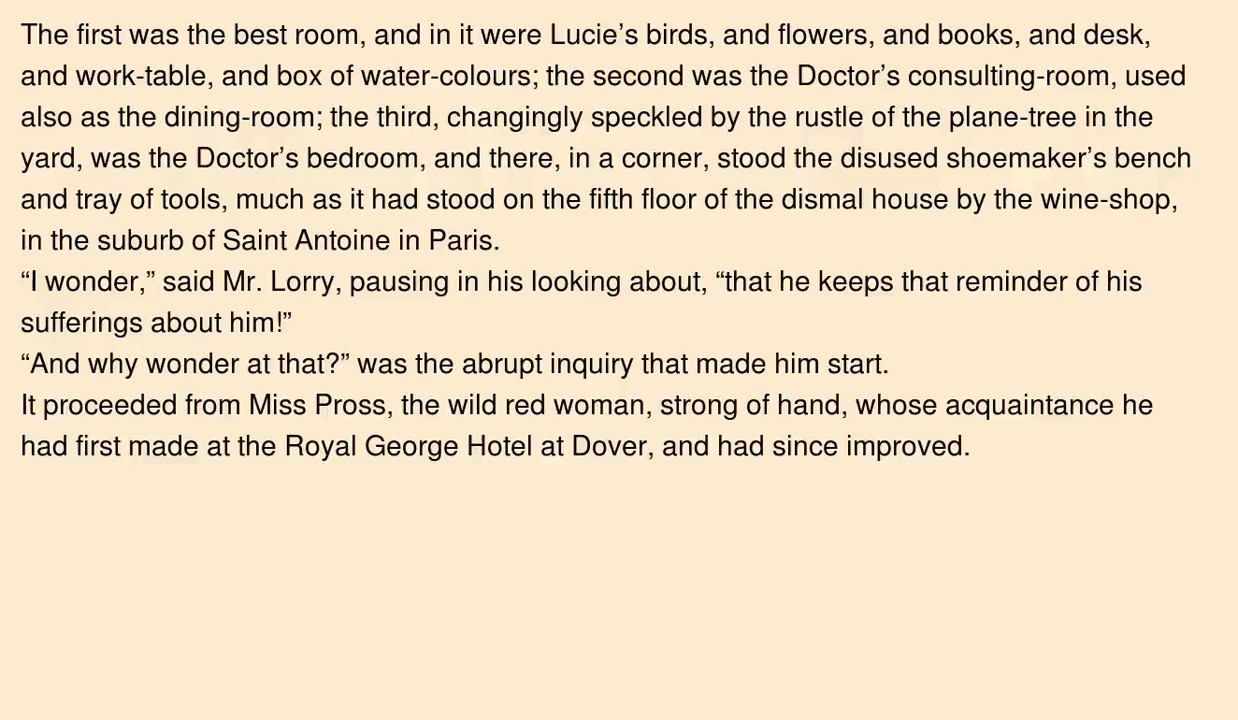 The first was the best room, and in it were Lucie’s birds, and flowers, and books, and desk,
and work-table, and box of water-colours; the second was the Doctor’s consulting-room, used
also as the dining-room; the third, changingly speckled by the rustle of the plane-tree in the
yard, was the Doctor’s bedroom, and there, in a corner, stood the disused shoemaker’s bench
and tray of tools, much as it had stood on the fifth floor of the dismal house by the wine-shop,
in the suburb of Saint Antoine in Paris.
“I wonder,” said Mr. Lorry, pausing in his looking about, “that he keeps that reminder of his
sufferings about him!”
“And why wonder at that?” was the abrupt inquiry that made him start.
It proceeded from Miss Pross, the wild red woman, strong of hand, whose acquaintance he
had first made at the Royal George Hotel at Dover, and had since improved.